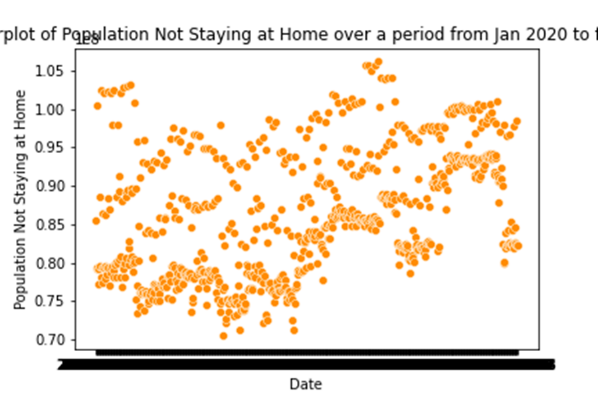 rplot of Population Not Staying at Home over a period from Jan 2020 to f
1e8
1.05
1.00
0.95
0.90
0.85
0.80
0.75
0.70
Population Not Staying at Home
Date